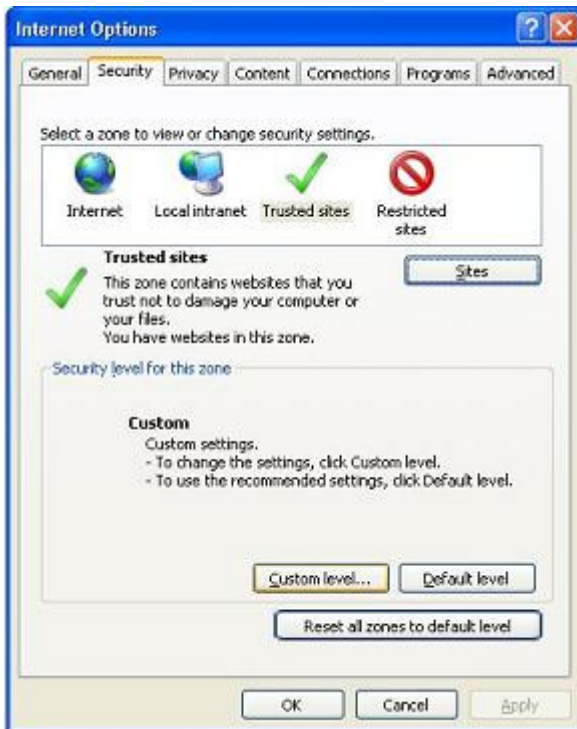 Internet Options
General Security Privacy Content Connections Programs Advanced
Select a zone to view or change security settings.
Internet Local intranet Trusted sites Restricted
sites
Trusted sites
Sites
This zone contains websites that you
trust not to damage your computer or
your files.
You have websites in this zone.
Security level for this zone
Custom
Custom settings.
- To change the settings, click Custom level.
- To use the recommended settings, click Default level.
Custom level... Default level
Reset all zones to default level
OK Cancel Apply